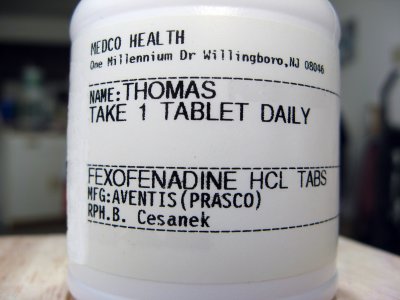 MEDCO HEALTH
One Millennium Dr Willingboro,NJ 08046
NAME:THOMAS
TAKE 1 TABLET DAILY
FEXOFENADINE HCL TABS
MFG:AVENTIS(PRASCO)
RPH.B. Cesanek